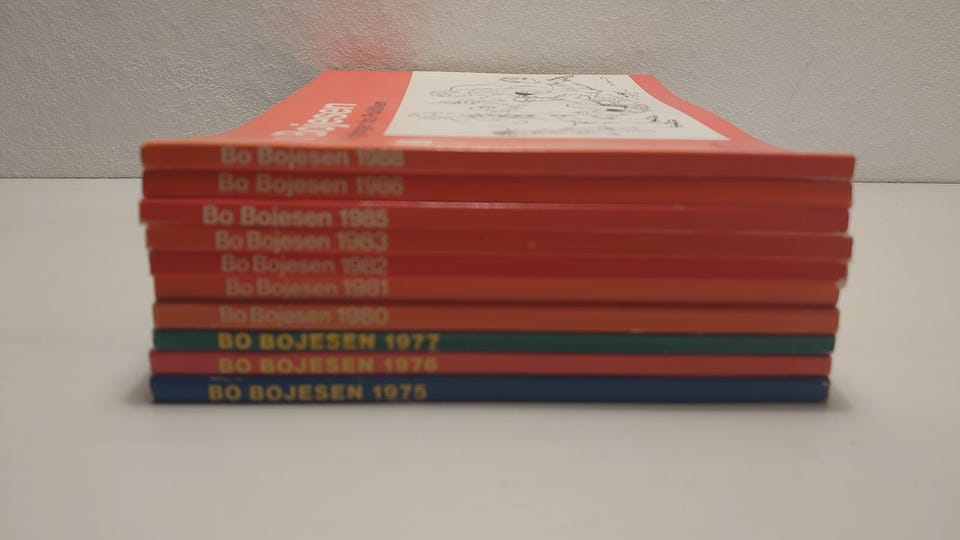 Bojesen
Bo Bojesen 1988
Bo Bojesen 1986
Bo Bojesen 1985
Bo Bojesen 1983
Bo Bojesen 1982
Bo Bojesen 1981
Bo Bojesen 1980
BO BOJESEN 1977
BO BOJESEN 1976
BO BOJESEN 1975